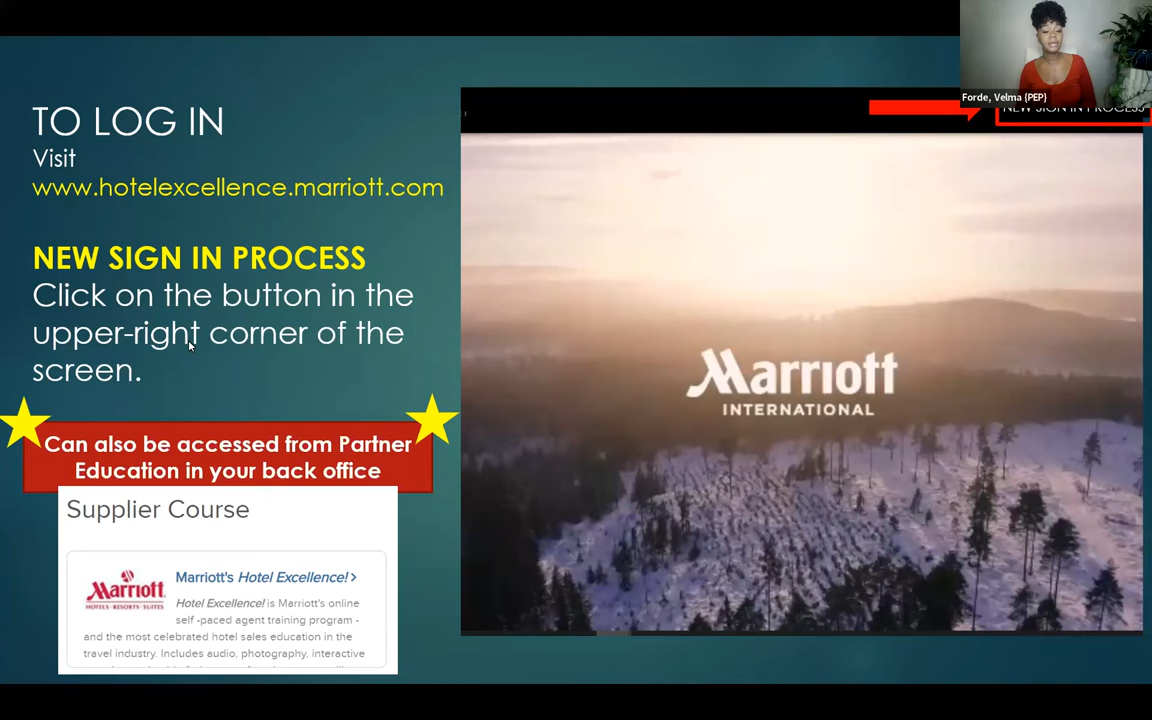 TO LOG IN
Visit
www.hotelexcellence.marriott.com
NEW SIGN IN PROCESS
Click on the button in the
upper-right corner of the
screen.
Can also be accessed from Partner
Education in your back office
Supplier Course
Marriott
HOTELS·RESORTS·SUITES
Marriott's Hotel Excellence! >
Hotel Excellence! is Marriott's online
self -paced agent training program -
and the most celebrated hotel sales education in the
travel industry. Includes audio, photography, interactive
Forde, Velma {PEP}
NEW SIGN IN PROCESS
Marriott
INTERNATIONAL